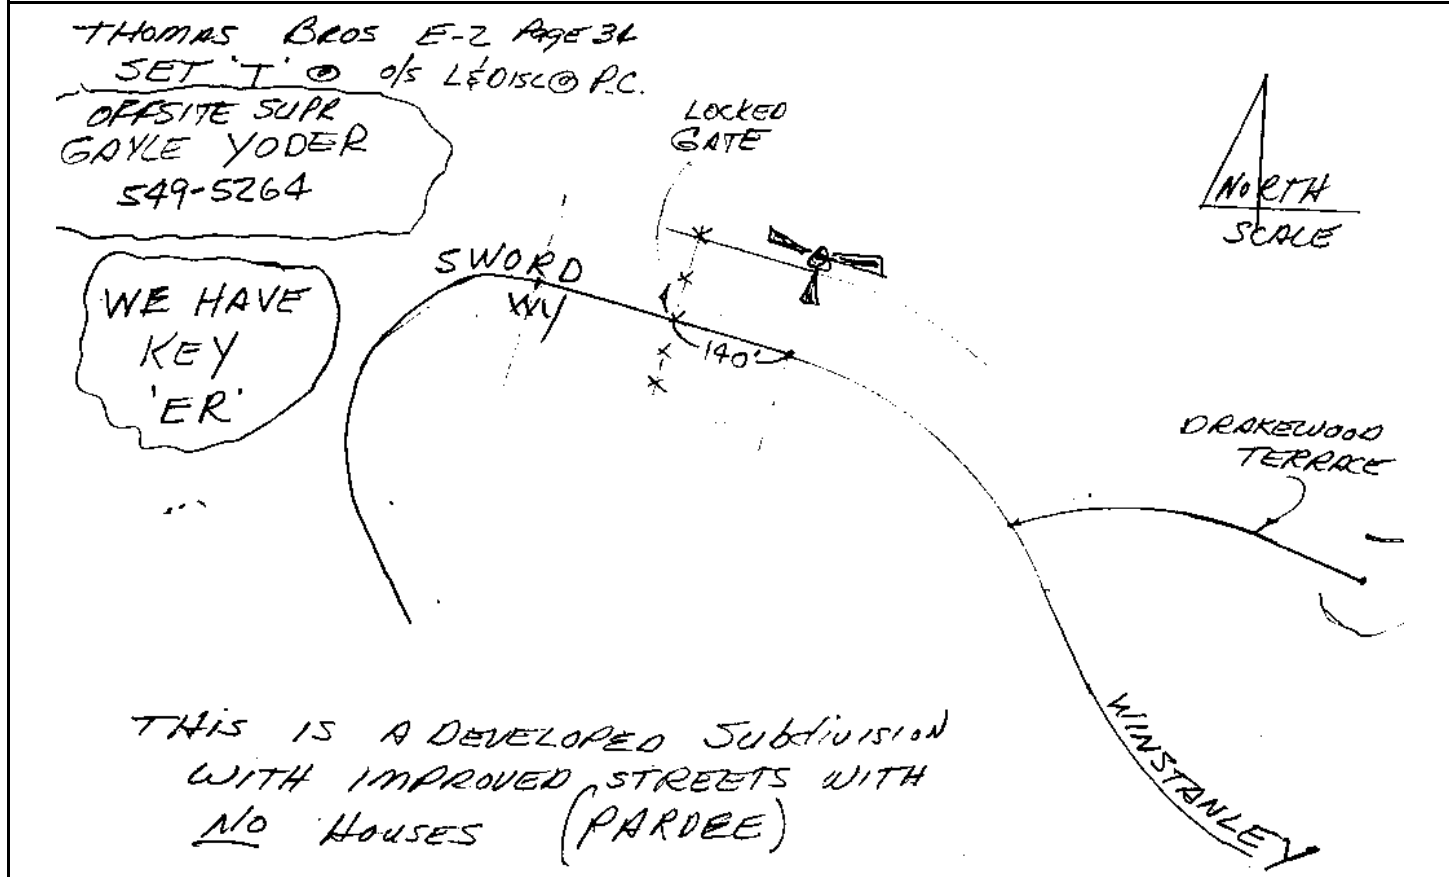 THOMAS BROS E-2 PAGE 34
SET 'I' @ o/s L&DISC @ P.C.
OFFSITE SUPR
GAYLE YODER
549-5264
WE HAVE
KEY
'ER'
LOCKED
GATE
NORTH
SCALE
SWORD
WY
140'
DRAKEWOOD
TERRACE
WINSTANLEY
THIS IS A DEVELOPED SUBDIVISION
WITH IMPROVED STREETS WITH
NO HOUSES (PARDEE)